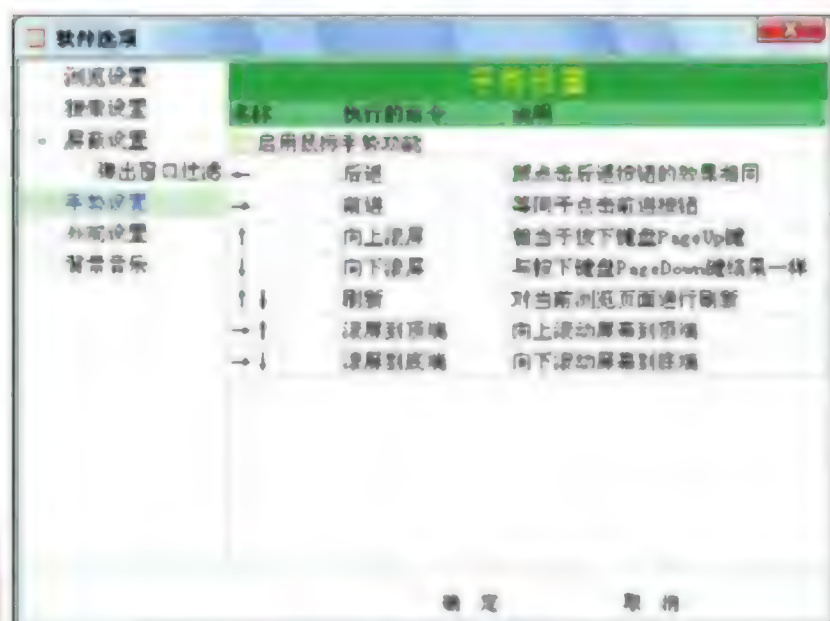 软件选项
浏览设置
搜索设置
屏蔽设置
弹出窗口过滤
手势设置
外观设置
背景音乐
手势设置
名称 执行的命令 说明
启用鼠标手势功能
← 后退 跟点击后退按钮的效果相同
→ 前进 等同于点击前进按钮
↑ 向上滚屏 相当于按下键盘PageUp键
↓ 向下滚屏 与按下键盘PageDown键结果一样
↑ ↓ 刷新 对当前浏览页面进行刷新
→ ↑ 滚屏到顶端 向上滚动屏幕到顶端
→ ↓ 滚屏到底端 向下滚动屏幕到底端
确 定 取 消